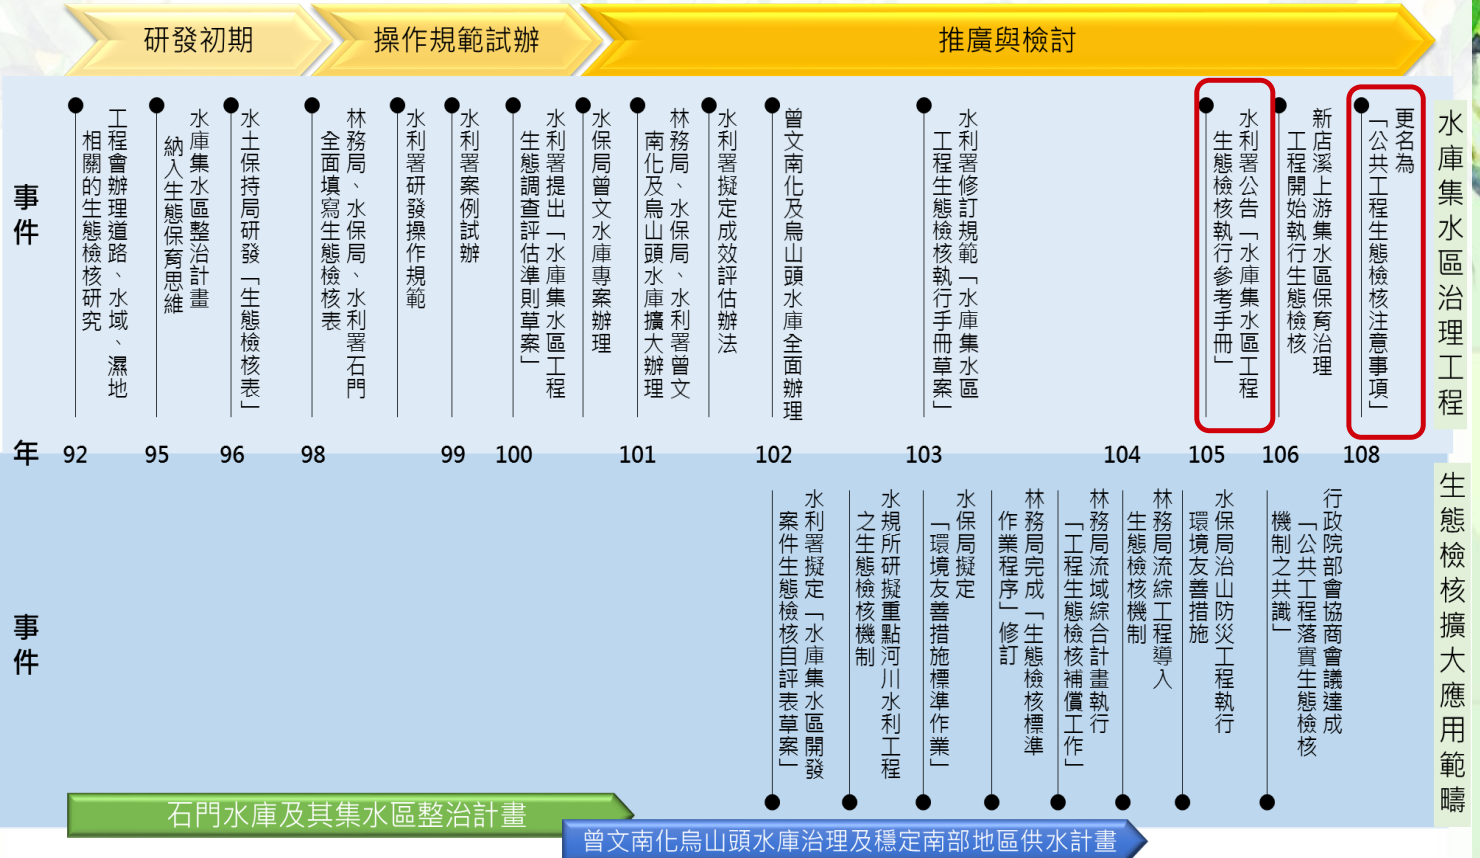 研發初期
操作規範試辦
推廣與檢討
事件
工程會辦理道路、水域、濕地
相關的生態檢核研究
水庫集水區整治計畫
納入生態保育思維
水土保持局研發「生態檢核表」
林務局、水保局、水利署石門
全面填寫生態檢核表
水利署研發操作規範
水利署案例試辦
水利署提出「水庫集水區工程
生態調查評估準則草案」
水保局曾文水庫專案辦理
林務局、水保局、水利署曾文
南化及烏山頭水庫擴大辦理
水利署擬定成效評估辦法
曾文南化及烏山頭水庫全面辦理
水利署修訂規範「水庫集水區
工程生態檢核執行手冊草案」
水利署公告「水庫集水區工程
生態檢核執行參考手冊」
新店溪上游集水區保育治理
工程開始執行生態檢核
更名為
「公共工程生態檢核注意事項」
水庫集水區治理工程
年
92
95
96
98
99
100
101
102
103
104
105
106
108
事件
水利署擬定「水庫集水區開發
案件生態檢核自評表草案」
水規所研擬重點河川水利工程
之生態檢核機制
水保局擬定
「環境友善措施標準作業」
林務局完成「生態檢核標準
作業程序」修訂
林務局流域綜合計畫執行
「工程生態檢核補償工作」
林務局流綜工程導入
生態檢核機制
水保局治山防災工程執行
環境友善措施
行政院部會協商會議達成
「公共工程落實生態檢核
機制之共識」
生態檢核擴大應用範疇
石門水庫及其集水區整治計畫
曾文南化烏山頭水庫治理及穩定南部地區供水計畫